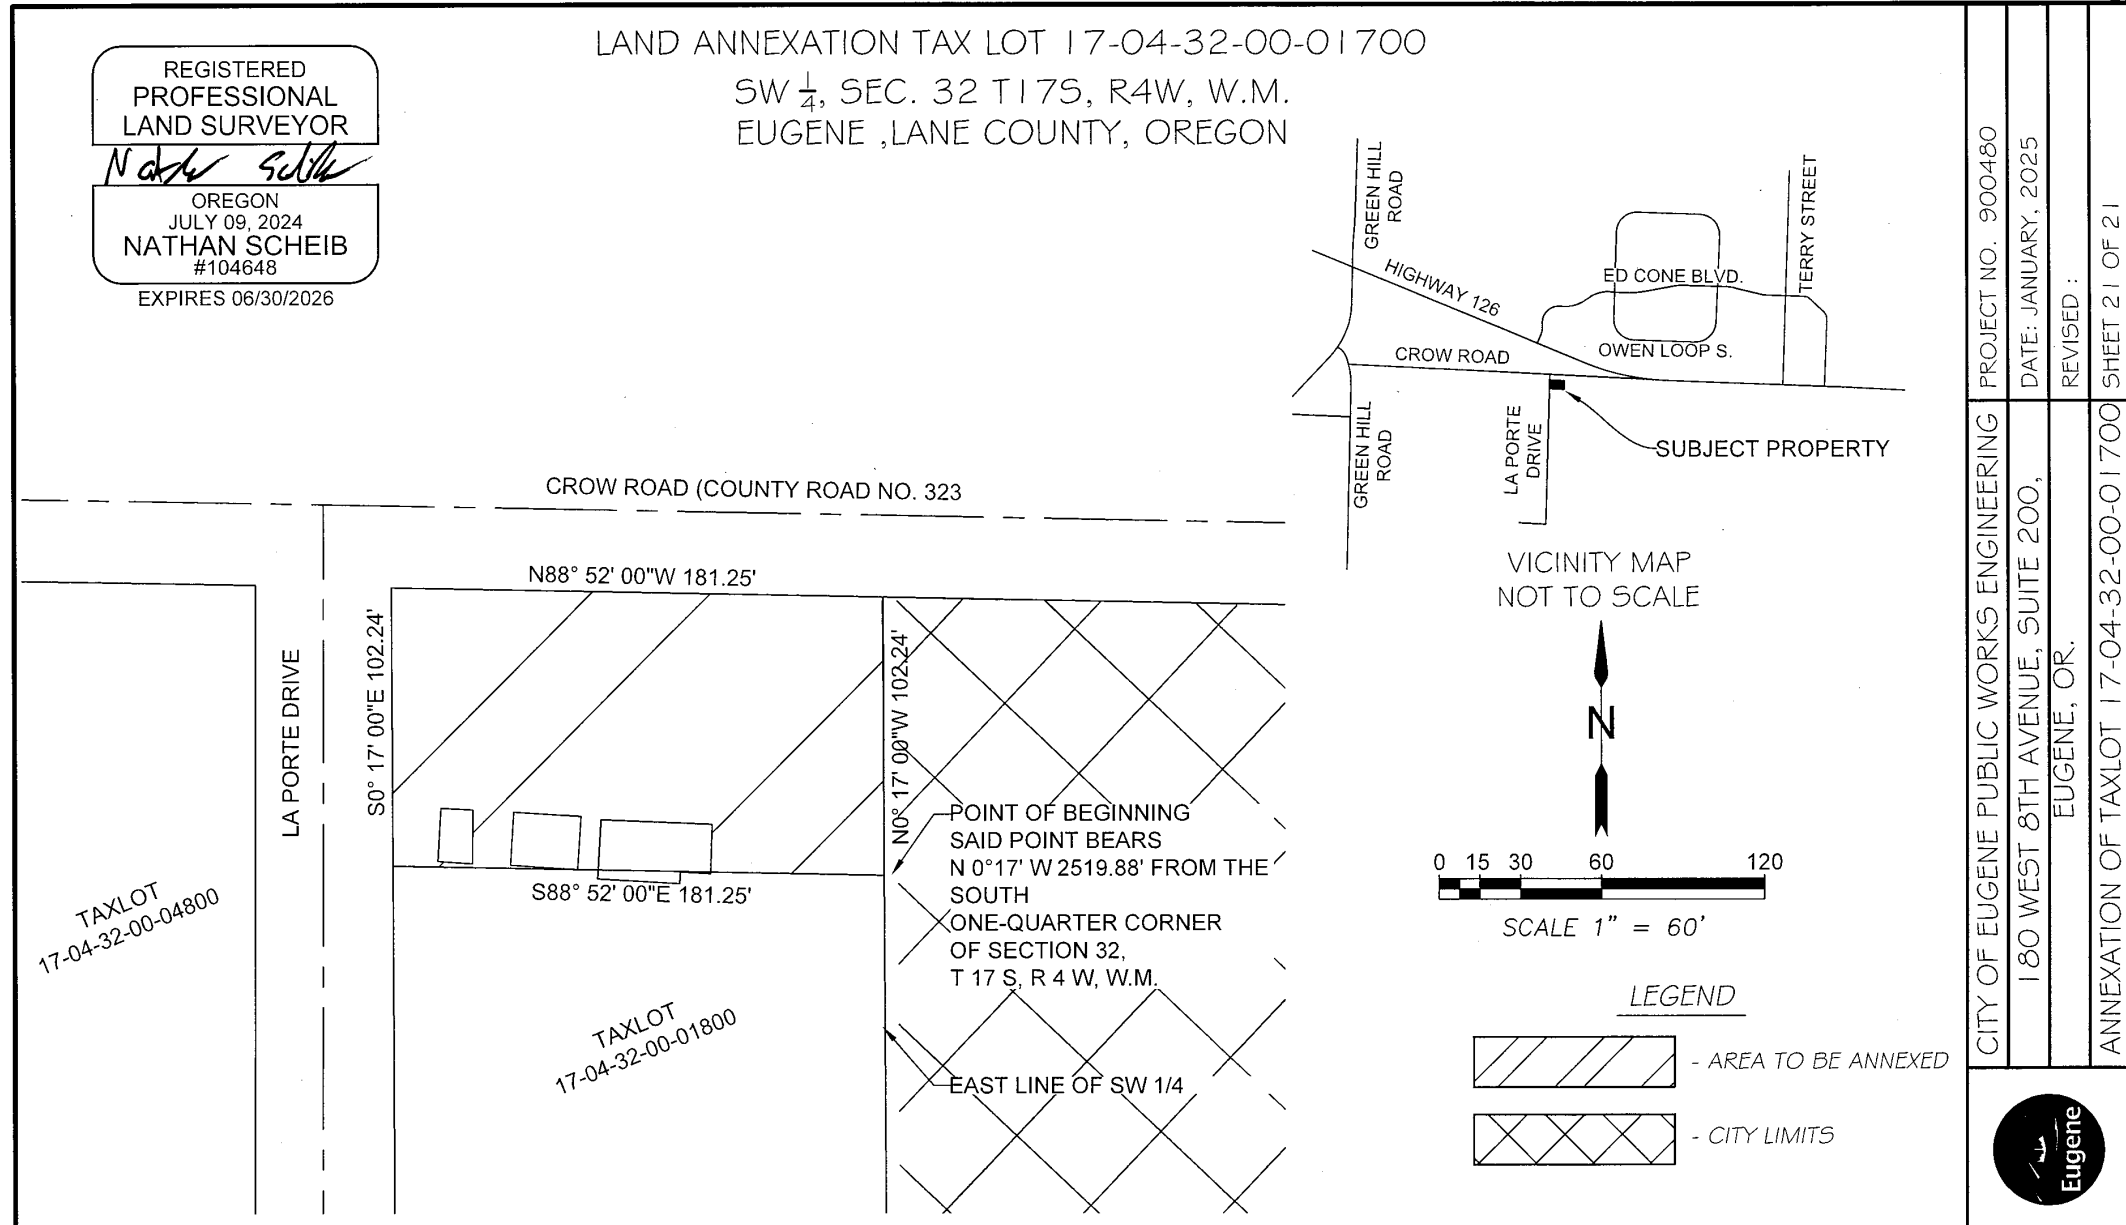 LAND ANNEXATION TAX LOT 17-04-32-00-01700
SW 1/4, SEC. 32 T17S, R4W, W.M.
EUGENE ,LANE COUNTY, OREGON
REGISTERED
PROFESSIONAL
LAND SURVEYOR
OREGON
JULY 09, 2024
NATHAN SCHEIB
#104648
EXPIRES 06/30/2026
GREEN HILL
ROAD
HIGHWAY 126
ED CONE BLVD.
TERRY STREET
CROW ROAD
OWEN LOOP S.
GREEN HILL
ROAD
LA PORTE
DRIVE
SUBJECT PROPERTY
VICINITY MAP
NOT TO SCALE
CROW ROAD (COUNTY ROAD NO. 323
N88° 52' 00"W 181.25'
LA PORTE DRIVE
S0° 17' 00"E 102.24'
N0° 17' 00"W 102.24'
S88° 52' 00"E 181.25'
POINT OF BEGINNING
SAID POINT BEARS
N 0°17' W 2519.88' FROM THE
SOUTH
ONE-QUARTER CORNER
OF SECTION 32,
T 17 S, R 4 W, W.M.
EAST LINE OF SW 1/4
TAXLOT
17-04-32-00-04800
TAXLOT
17-04-32-00-01800
N
0 15 30 60 120
SCALE 1" = 60'
LEGEND
- AREA TO BE ANNEXED
- CITY LIMITS
CITY OF EUGENE PUBLIC WORKS ENGINEERING
180 WEST 8TH AVENUE, SUITE 200,
EUGENE, OR.
ANNEXATION OF TAXLOT 17-04-32-00-01700
PROJECT NO. 900480
DATE: JANUARY, 2025
REVISED :
SHEET 21 OF 21
Eugene